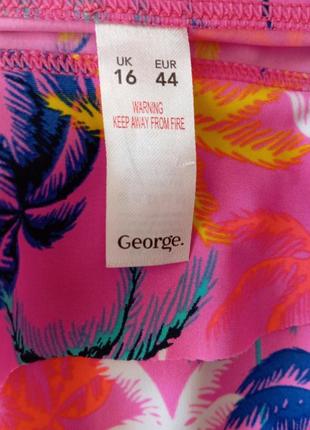 UK EUR
16 44
WARNING
KEEP AWAY FROM FIRE
George.